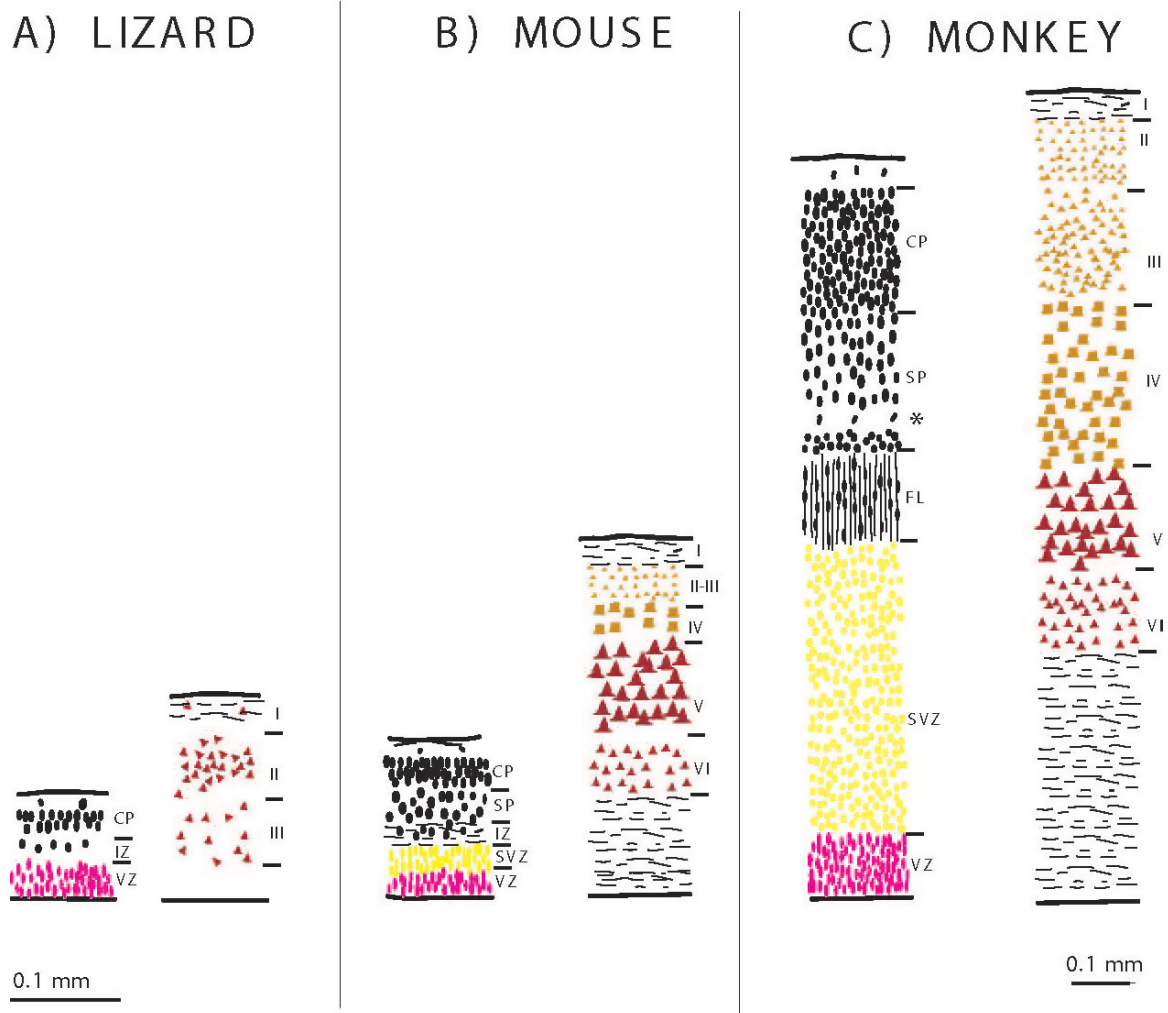 A) LIZARD
B) MOUSE
C) MONKEY
CP
IZ
VZ
I
II
III
0.1 mm
CP
SP
IZ
SVZ
VZ
I
II-III
IV
V
VI
CP
SP
*
FL
SVZ
VZ
I
II
III
IV
V
VI
0.1 mm